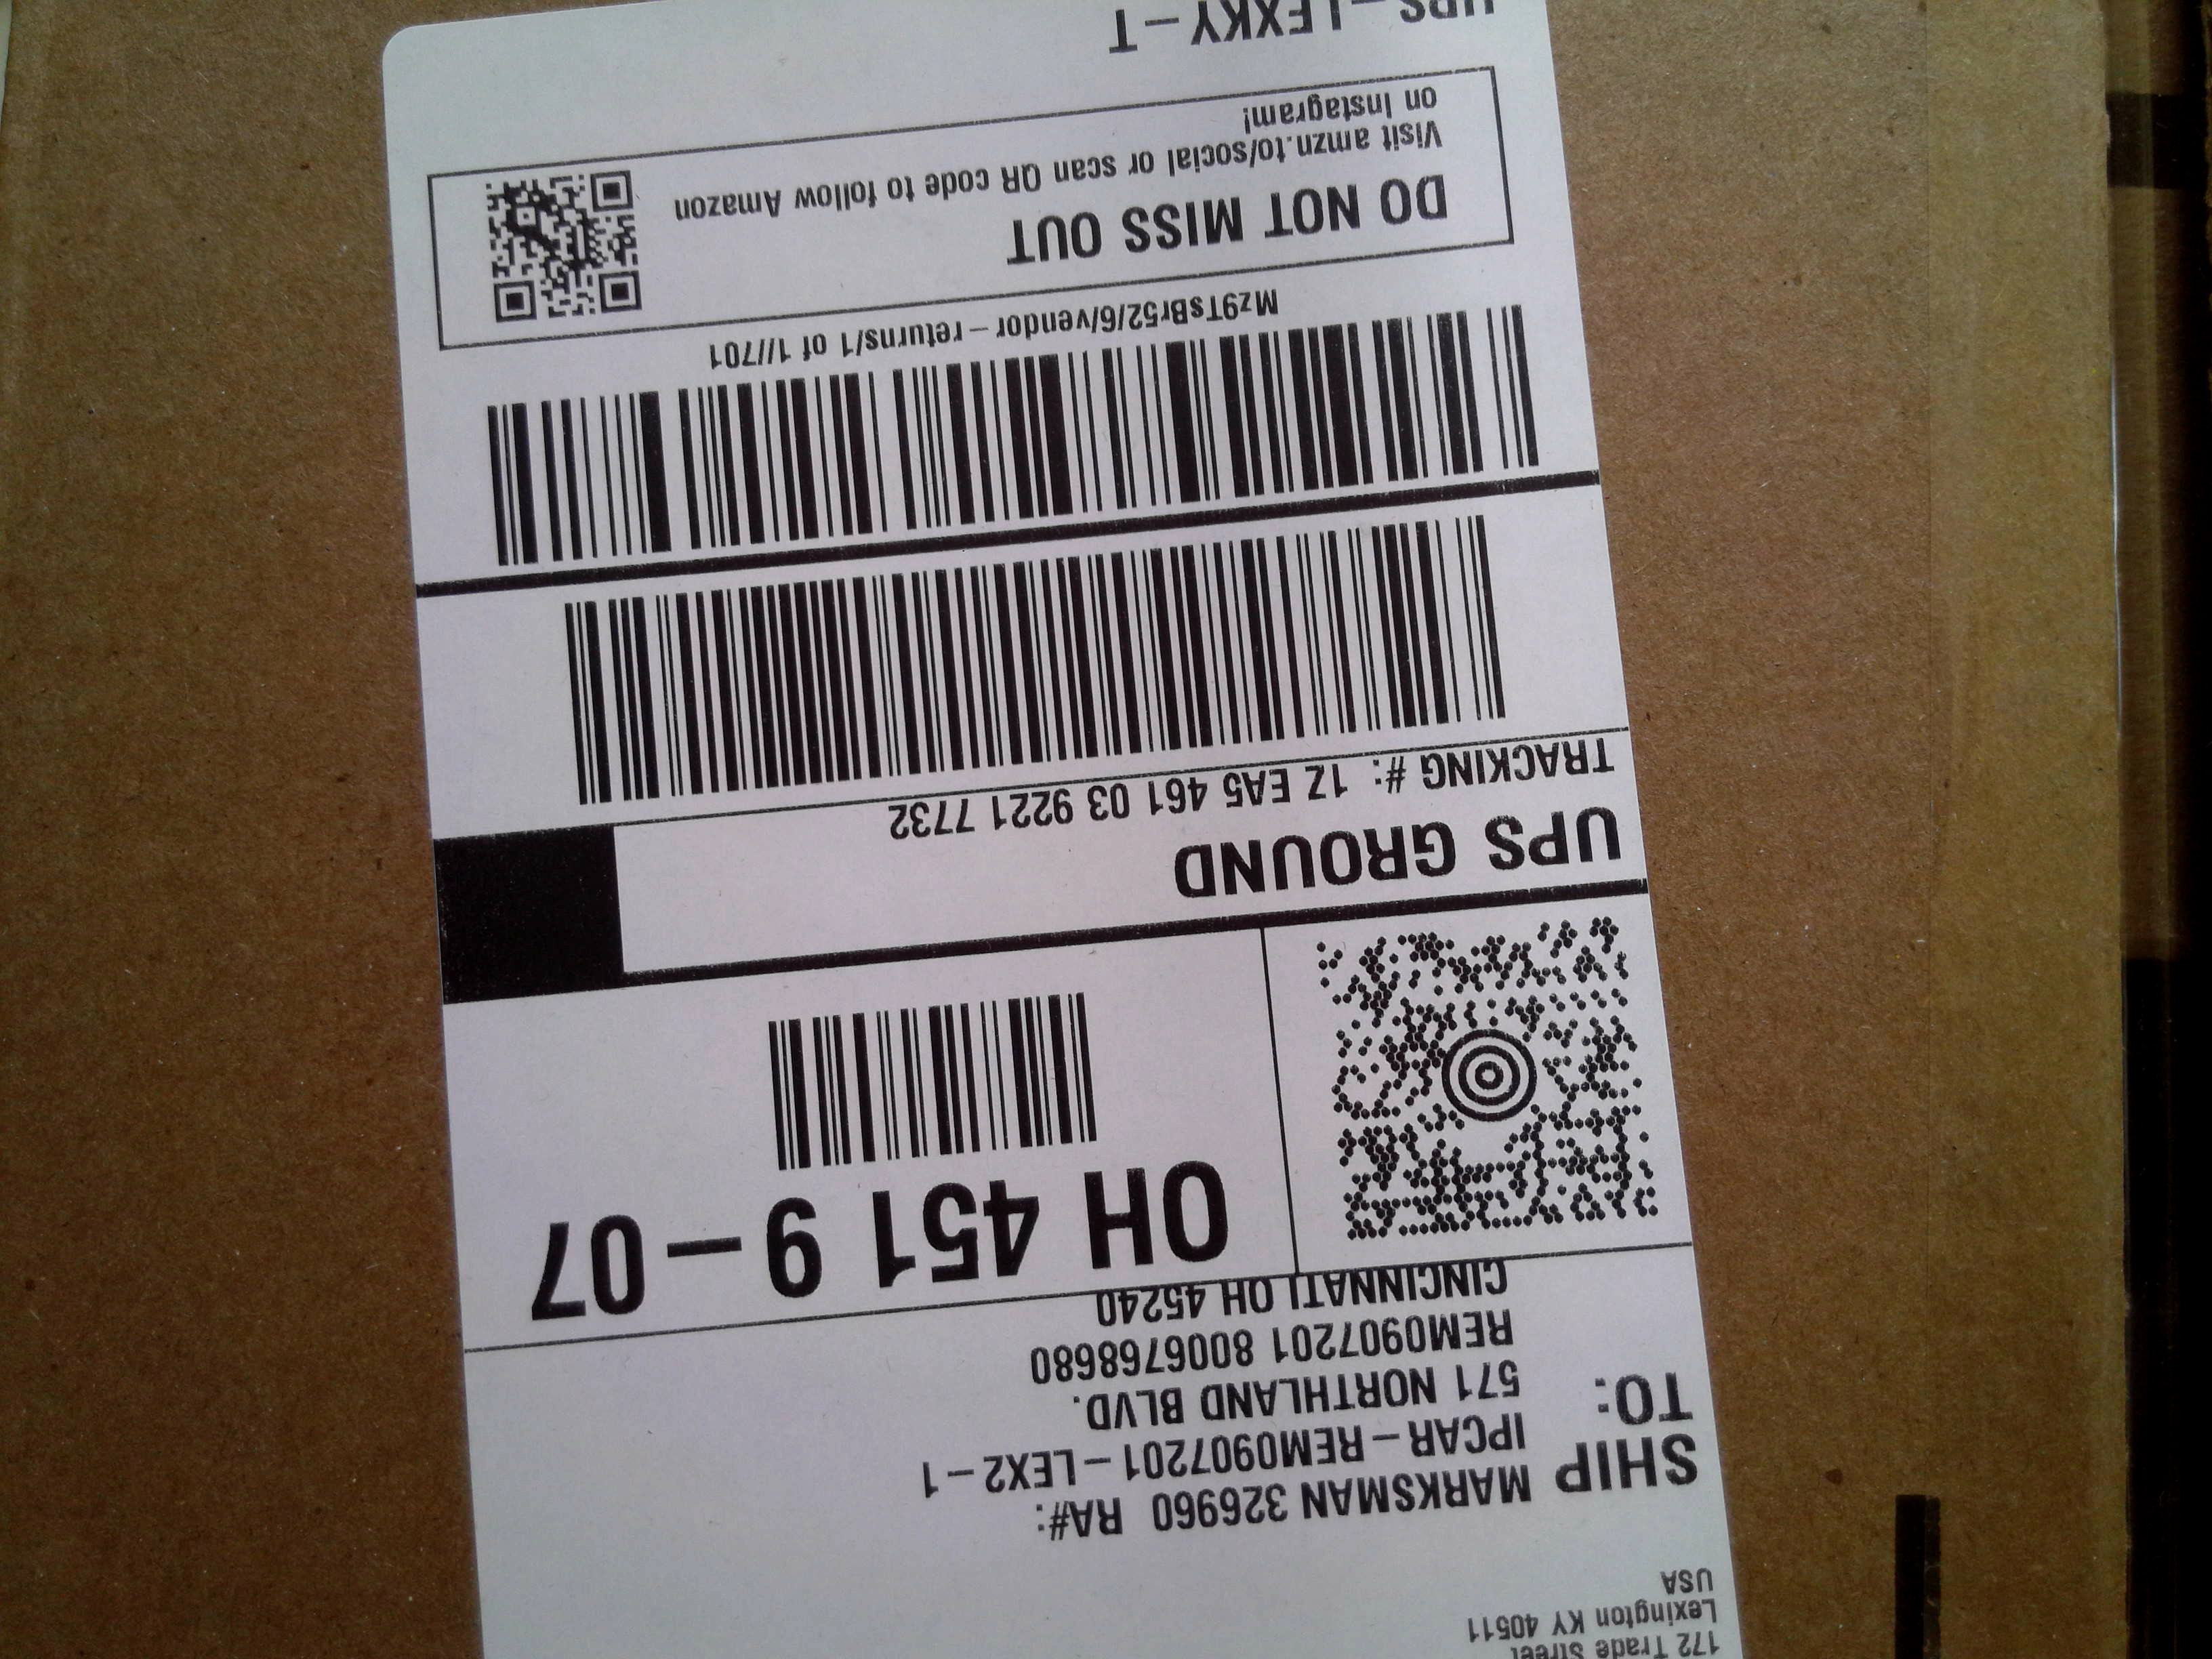 172 Trade Street
Lexington KY 40511
USA
SHIP
TO:
MARKSMAN 326960 RA#:
IPCAR – REM0907201 – LEX2 – 1
571 NORTHLAND BLVD.
REM0907201 8006768680
CINCINNATI OH 45240
OH 451 9 – 07
UPS GROUND
TRACKING #: 1Z EA5 461 03 9221 7732
Mz9TsBr52/6/vendor – returns/1 of 1//701
DO NOT MISS OUT
Visit amzn.to/social or scan QR code to follow Amazon
on Instagram!
UPS – LEXKY – T